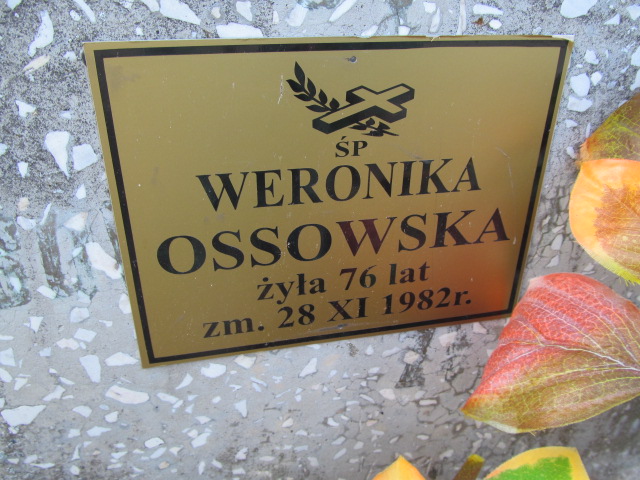 ŚP
WERONIKA
OSSOWSKA
żyła 76 lat
zm. 28 XI 1982r.